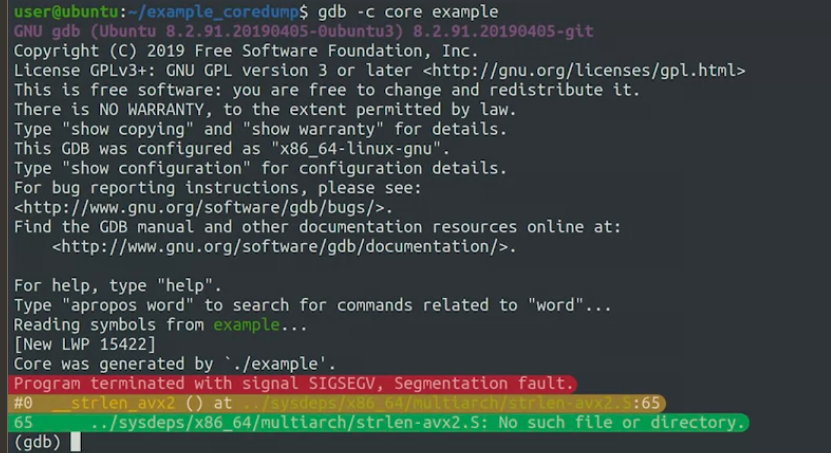 user@ubuntu:~/example_coredump$ gdb -c core example
GNU gdb (Ubuntu 8.2.91.20190405-0ubuntu3) 8.2.91.20190405-git
Copyright (C) 2019 Free Software Foundation, Inc.
License GPLv3+: GNU GPL version 3 or later <http://gnu.org/licenses/gpl.html>
This is free software: you are free to change and redistribute it.
There is NO WARRANTY, to the extent permitted by law.
Type "show copying" and "show warranty" for details.
This GDB was configured as "x86_64-linux-gnu".
Type "show configuration" for configuration details.
For bug reporting instructions, please see:
<http://www.gnu.org/software/gdb/bugs/>.
Find the GDB manual and other documentation resources online at:
    <http://www.gnu.org/software/gdb/documentation/>.
For help, type "help".
Type "apropos word" to search for commands related to "word"...
Reading symbols from example...
[New LWP 15422]
Core was generated by `./example'.
Program terminated with signal SIGSEGV, Segmentation fault.
#0  __strlen_avx2 () at ../sysdeps/x86_64/multiarch/strlen-avx2.S:65
65      ../sysdeps/x86_64/multiarch/strlen-avx2.S: No such file or directory.
(gdb)